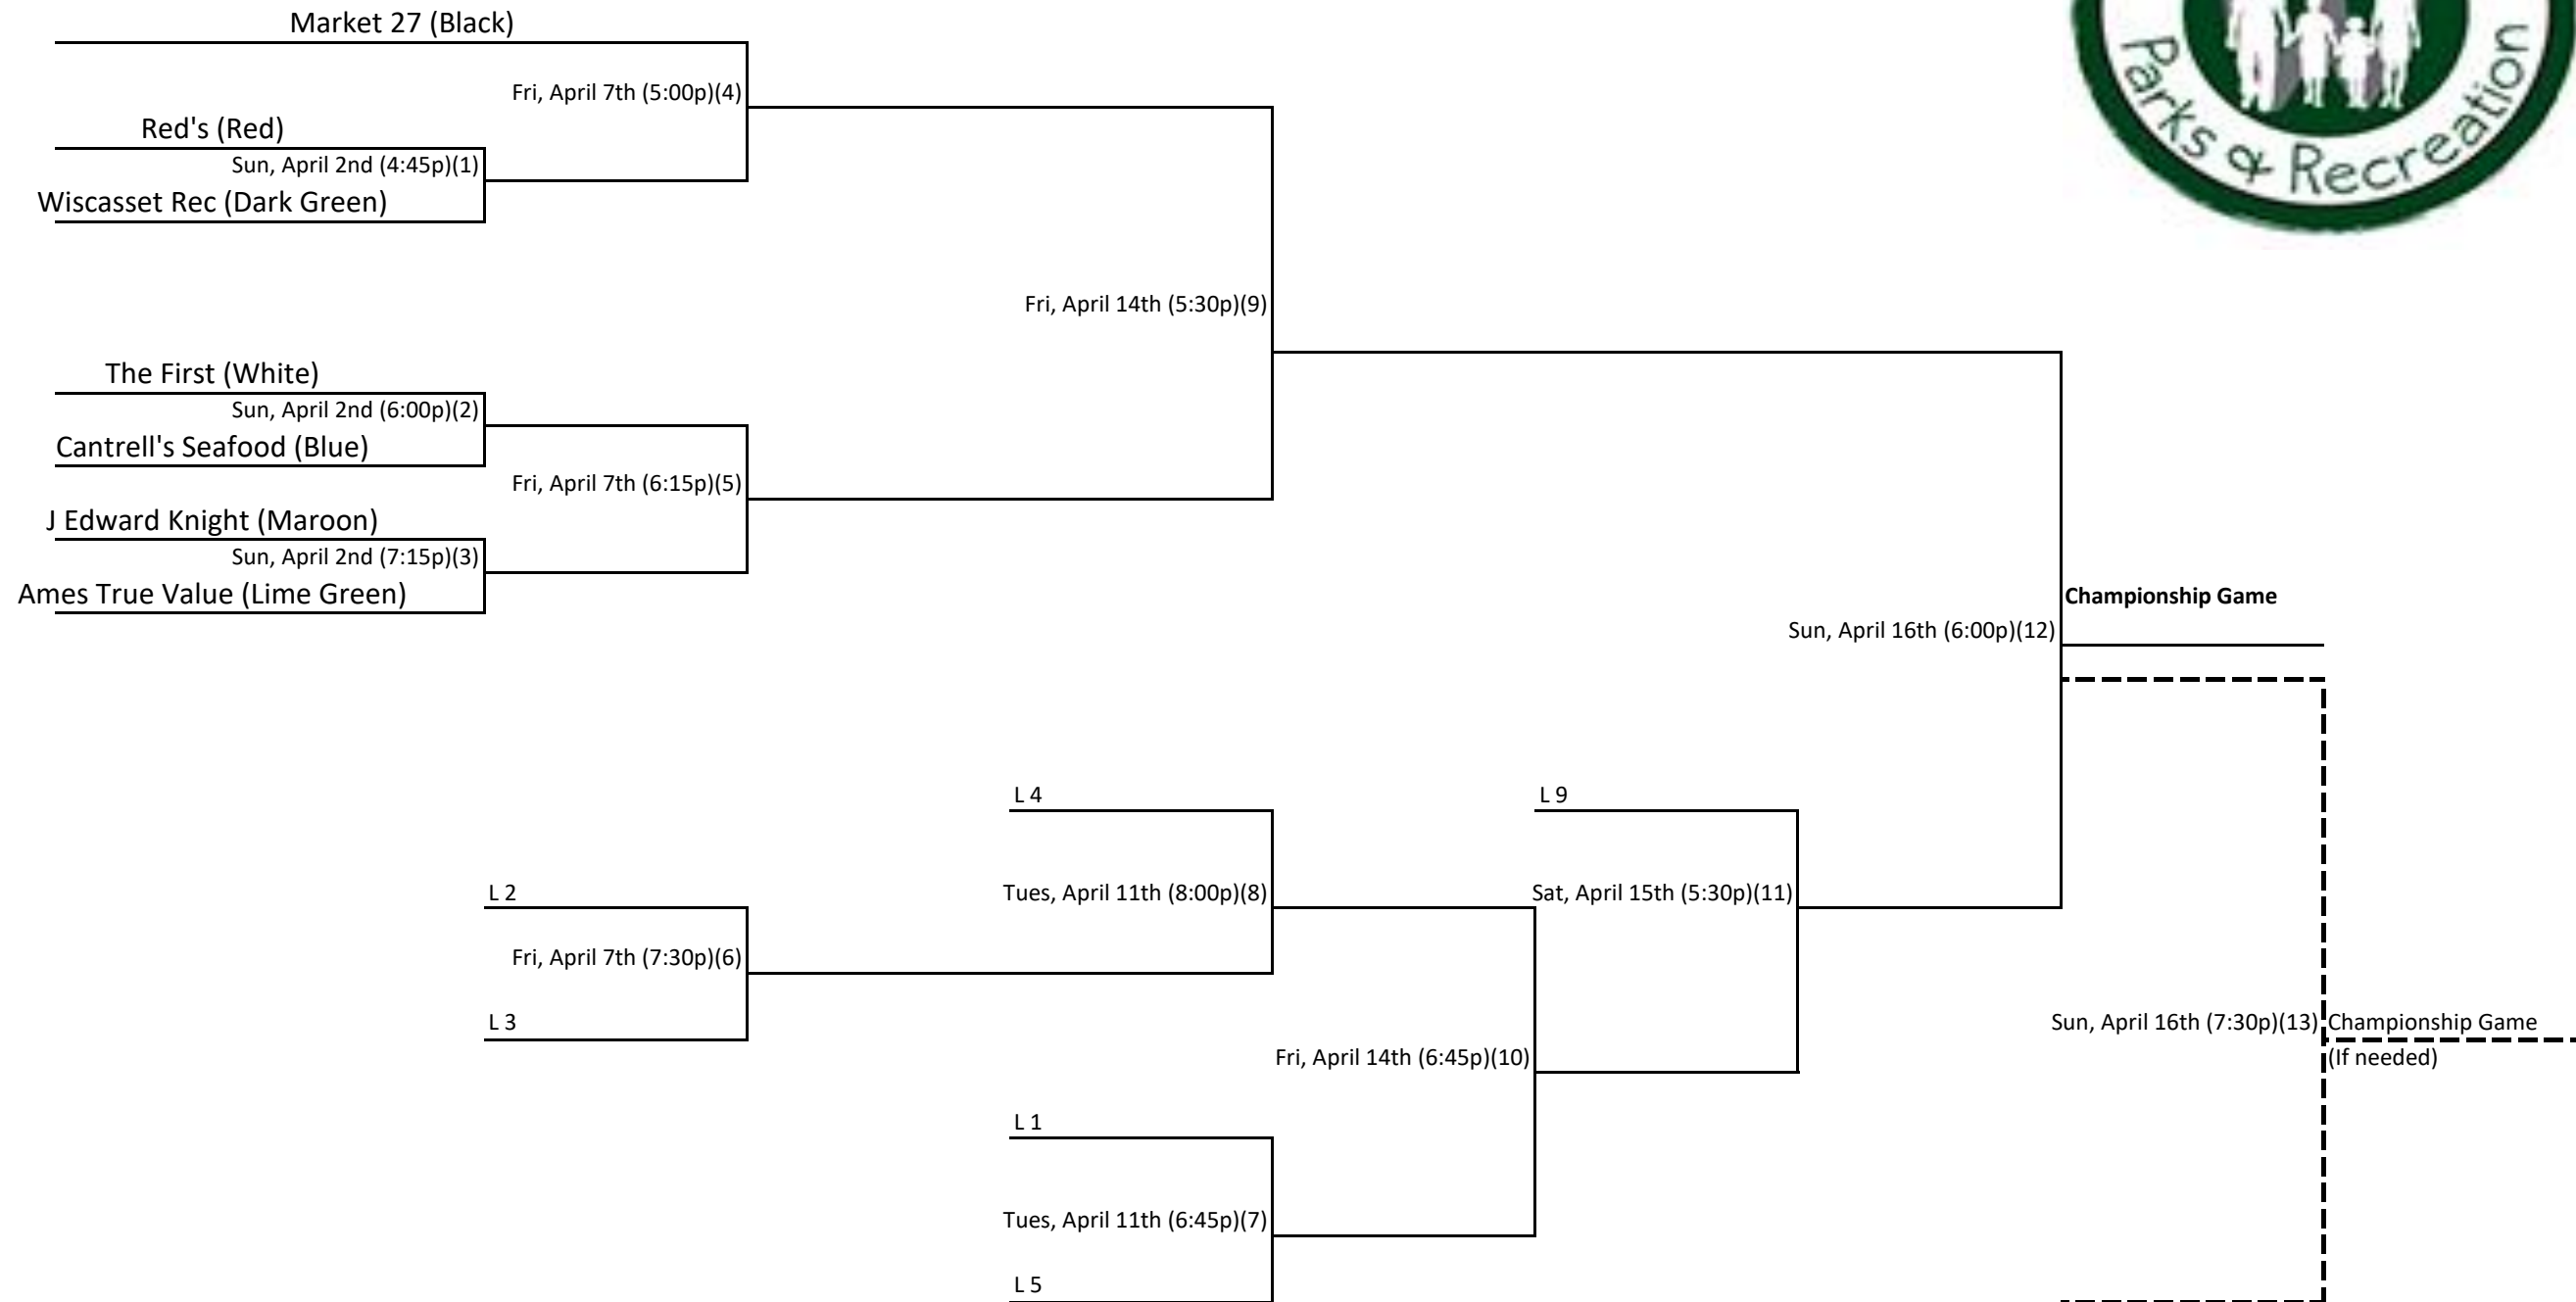 Market 27 (Black)
Parks & Recreation
Fri, April 7th (5:00p)(4)
Red's (Red)
Sun, April 2nd (4:45p)(1)
Wiscasset Rec (Dark Green)
Fri, April 14th (5:30p)(9)
The First (White)
Sun, April 2nd (6:00p)(2)
Cantrell's Seafood (Blue)
Fri, April 7th (6:15p)(5)
J Edward Knight (Maroon)
Sun, April 2nd (7:15p)(3)
Ames True Value (Lime Green)
Championship Game
Sun, April 16th (6:00p)(12)
L 4
L 9
L 2
Tues, April 11th (8:00p)(8)
Sat, April 15th (5:30p)(11)
Fri, April 7th (7:30p)(6)
L 3
Sun, April 16th (7:30p)(13)
Championship Game
(If needed)
Fri, April 14th (6:45p)(10)
L 1
Tues, April 11th (6:45p)(7)
L 5